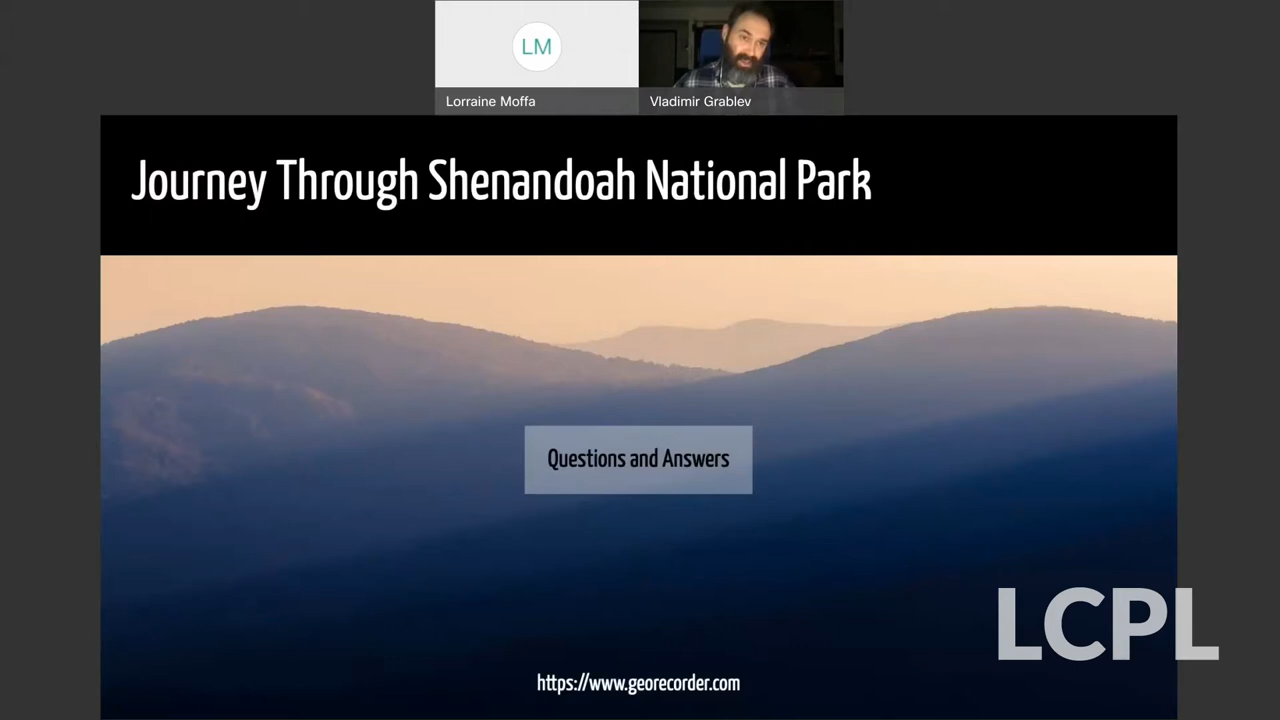 LM
Lorraine Moffa
Vladimir Grablev
Journey Through Shenandoah National Park
Questions and Answers
LCPL
https://www.georecorder.com